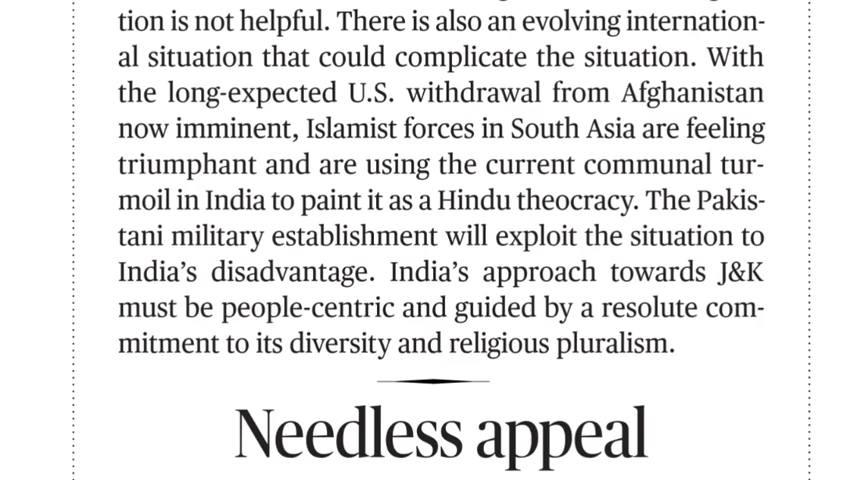 tion is not helpful. There is also an evolving internation-
al situation that could complicate the situation. With
the long-expected U.S. withdrawal from Afghanistan
now imminent, Islamist forces in South Asia are feeling
triumphant and are using the current communal tur-
moil in India to paint it as a Hindu theocracy. The Pakis-
tani military establishment will exploit the situation to
India’s disadvantage. India’s approach towards J&K
must be people-centric and guided by a resolute com-
mitment to its diversity and religious pluralism.
Needless appeal